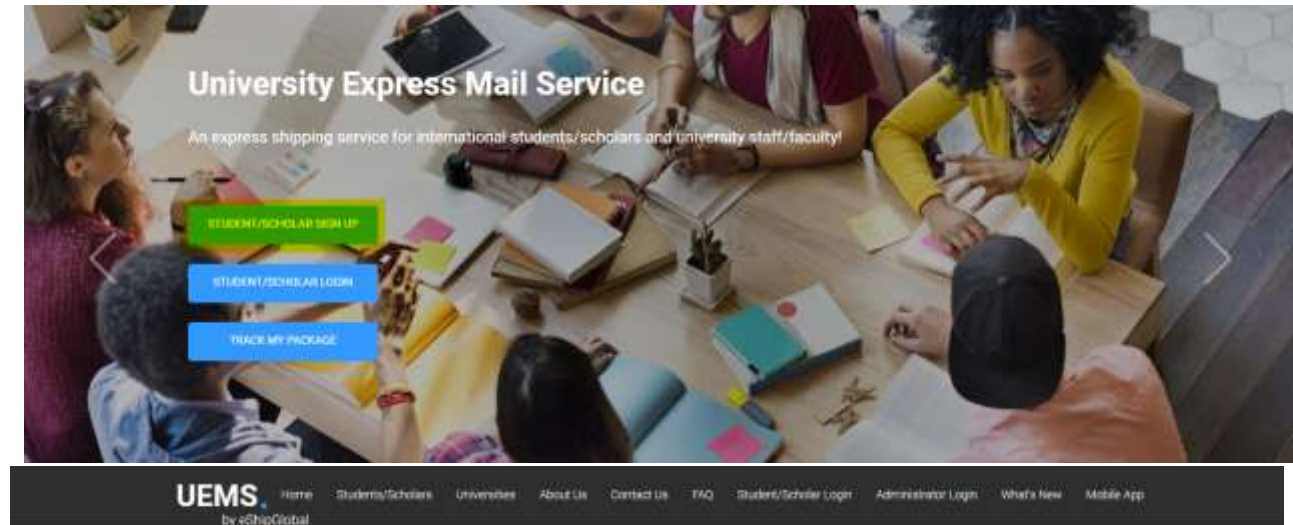 University Express Mail Service
An express shipping service for international students/scholars and university staff/faculty!
STUDENT/SCHOLAR SIGN UP
STUDENT/SCHOLAR LOGIN
TRACK MY PACKAGE
UEMS. Home Students/Scholars Universities About Us Contact Us FAQ Student/Scholar Login Administrator Login What's New Mobile App
by eShipGlobal